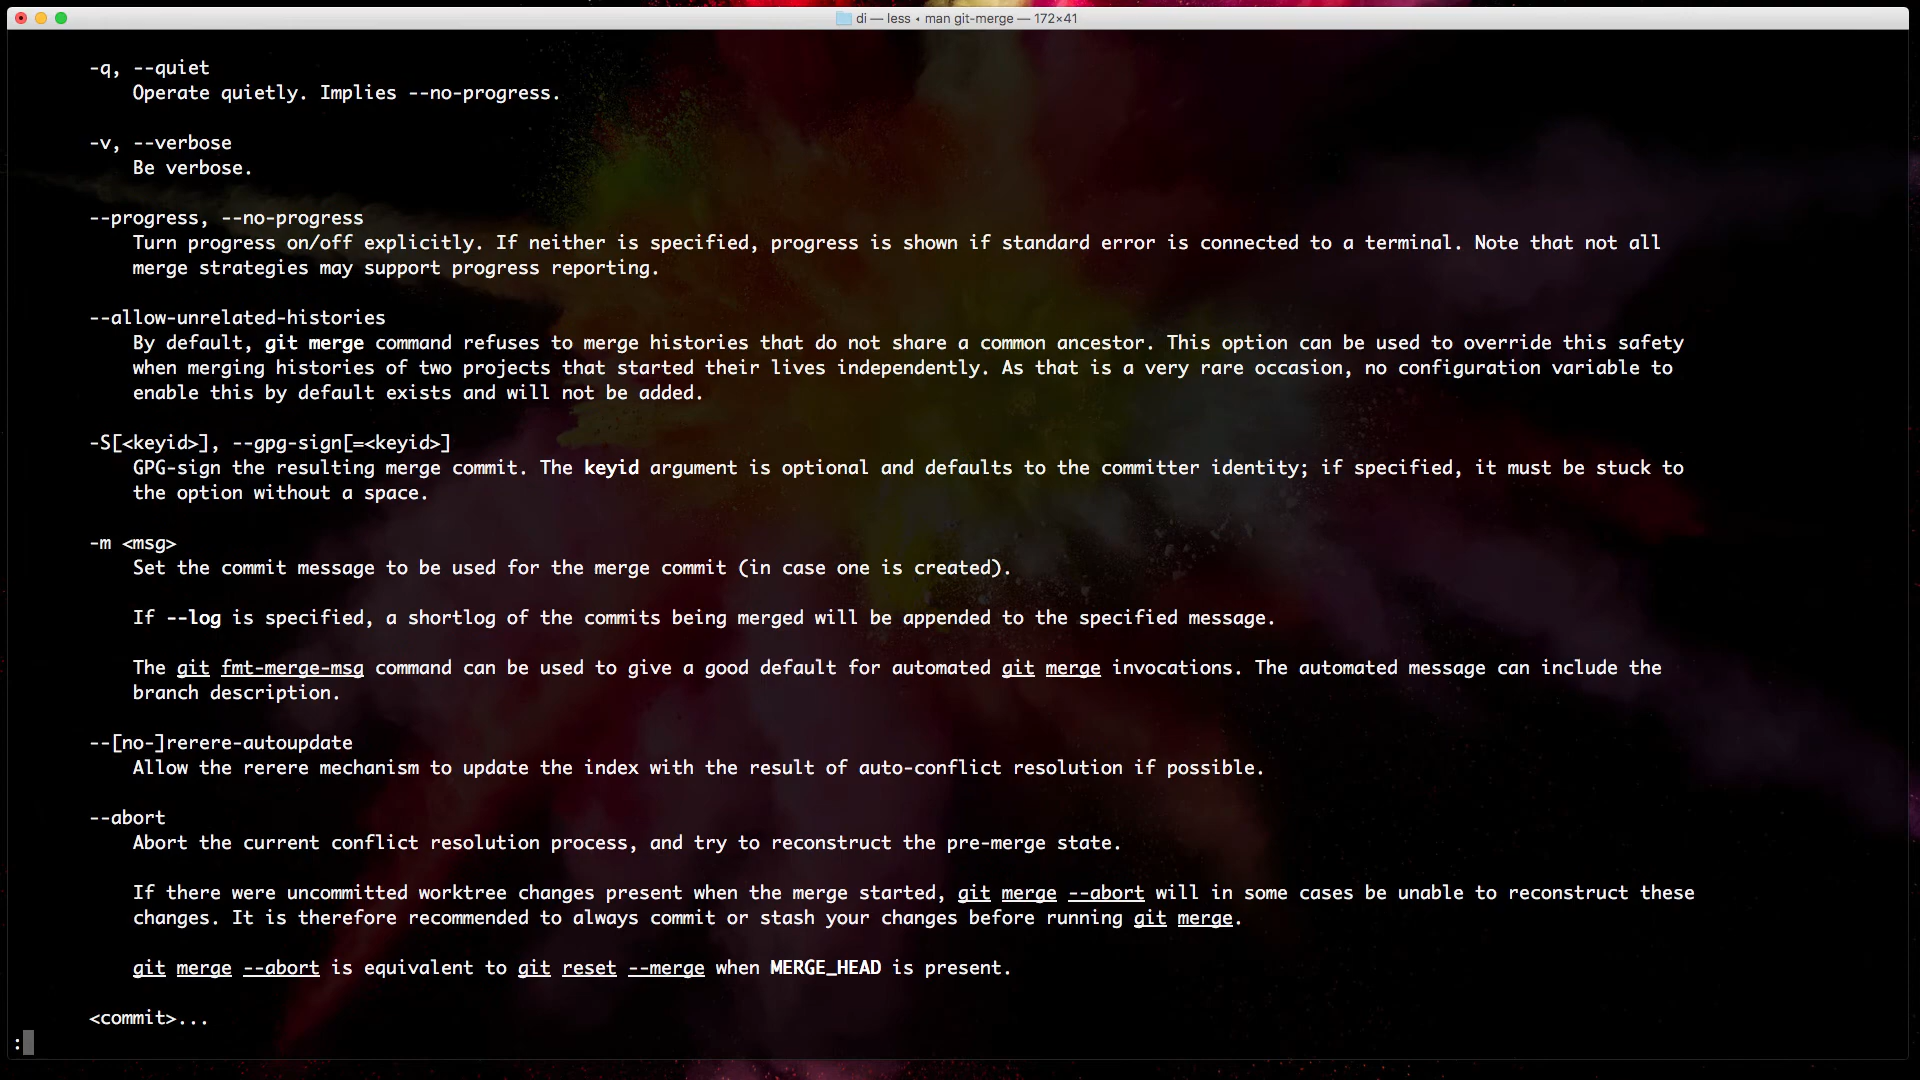 di — less ◂ man git-merge — 172×41
-q, --quiet
Operate quietly. Implies --no-progress.
-v, --verbose
Be verbose.
--progress, --no-progress
Turn progress on/off explicitly. If neither is specified, progress is shown if standard error is connected to a terminal. Note that not all
merge strategies may support progress reporting.
--allow-unrelated-histories
By default, git merge command refuses to merge histories that do not share a common ancestor. This option can be used to override this safety
when merging histories of two projects that started their lives independently. As that is a very rare occasion, no configuration variable to
enable this by default exists and will not be added.
-S[<keyid>], --gpg-sign[=<keyid>]
GPG-sign the resulting merge commit. The keyid argument is optional and defaults to the committer identity; if specified, it must be stuck to
the option without a space.
-m <msg>
Set the commit message to be used for the merge commit (in case one is created).
If --log is specified, a shortlog of the commits being merged will be appended to the specified message.
The git fmt-merge-msg command can be used to give a good default for automated git merge invocations. The automated message can include the
branch description.
--[no-]rerere-autoupdate
Allow the rerere mechanism to update the index with the result of auto-conflict resolution if possible.
--abort
Abort the current conflict resolution process, and try to reconstruct the pre-merge state.
If there were uncommitted worktree changes present when the merge started, git merge --abort will in some cases be unable to reconstruct these
changes. It is therefore recommended to always commit or stash your changes before running git merge.
git merge --abort is equivalent to git reset --merge when MERGE_HEAD is present.
<commit>...
: